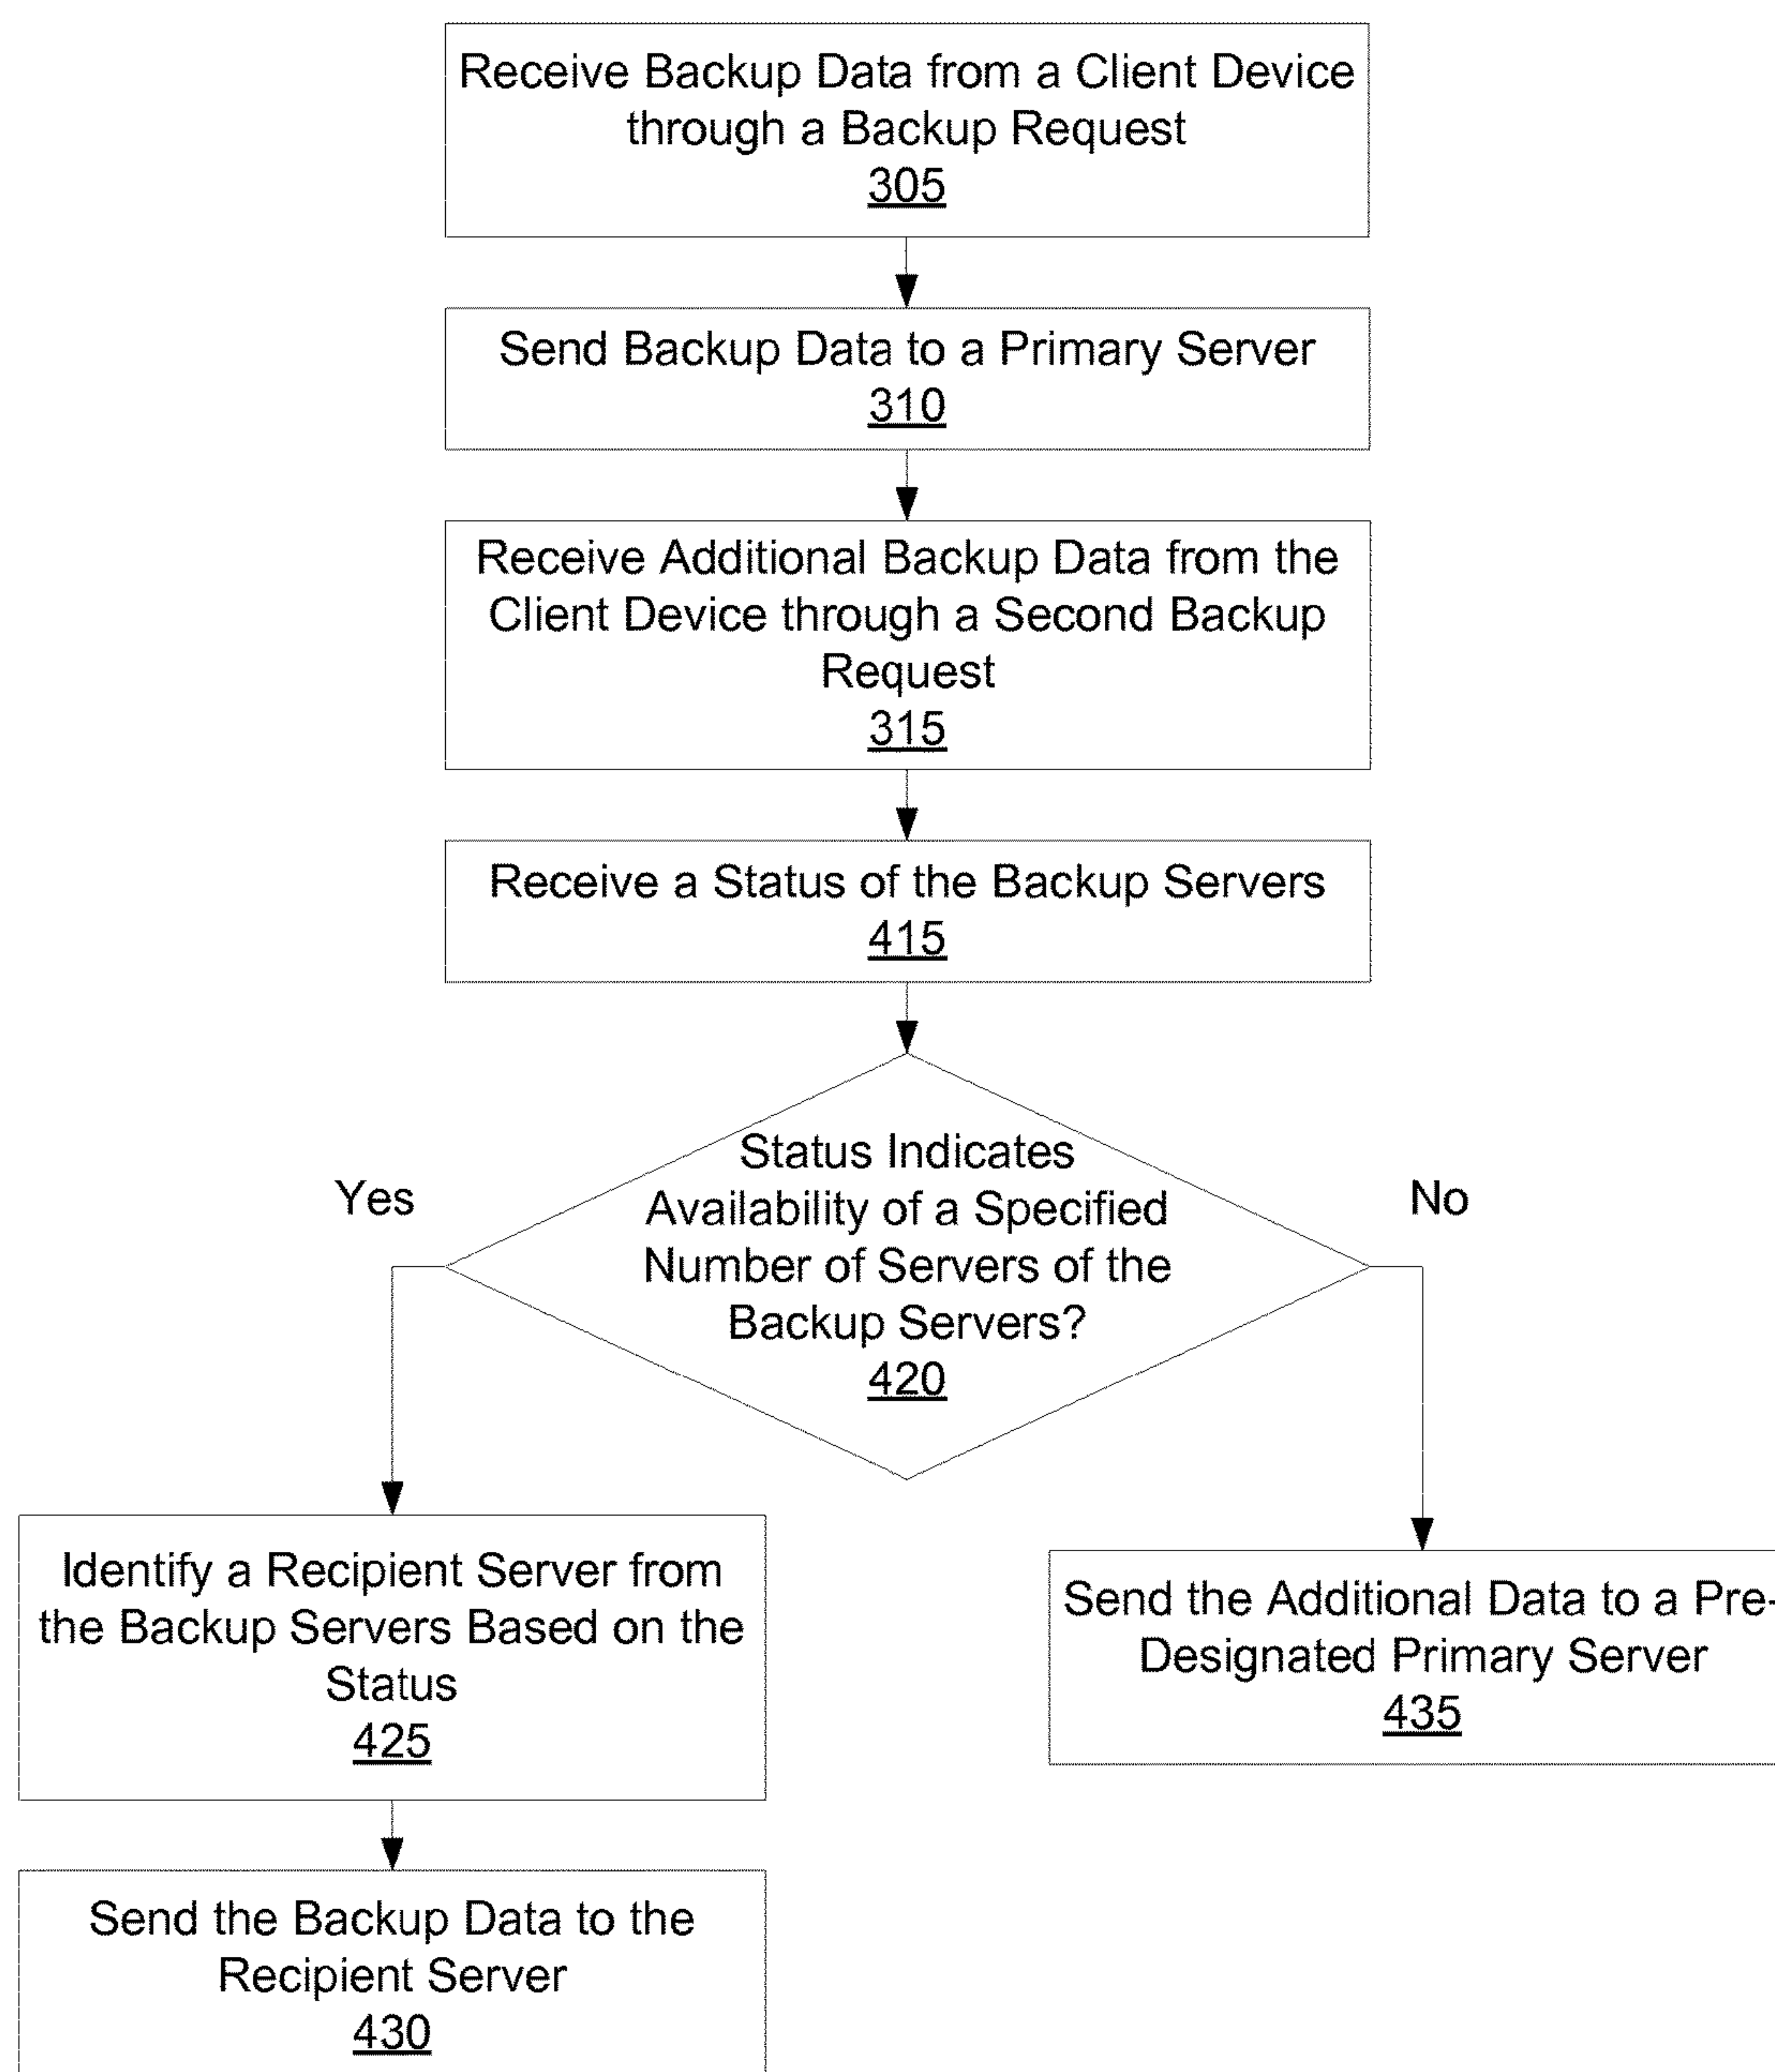 Receive Backup Data from a Client Device
through a Backup Request
305
Send Backup Data to a Primary Server
310
Receive Additional Backup Data from the
Client Device through a Second Backup
Request
315
Receive a Status of the Backup Servers
415
Status Indicates
Availability of a Specified
Number of Servers of the
Backup Servers?
420
Yes
No
Identify a Recipient Server from
the Backup Servers Based on the
Status
425
Send the Additional Data to a Pre-
Designated Primary Server
435
Send the Backup Data to the
Recipient Server
430